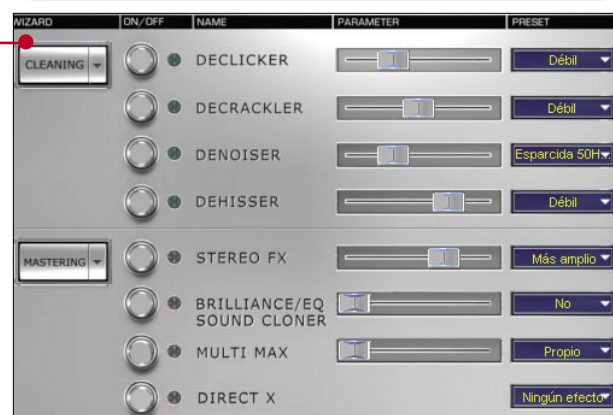 WIZARD ON/OFF NAME PARAMETER PRESET
CLEANING DECLICKER Débil
DECRACKLER Débil
DENOISER Esparcida 50H
DEHISSER Débil
MASTERING STEREO FX Más amplio
BRILLIANCE/EQ No
SOUND CLONER
MULTI MAX Propio
DIRECT X Ningún efecto